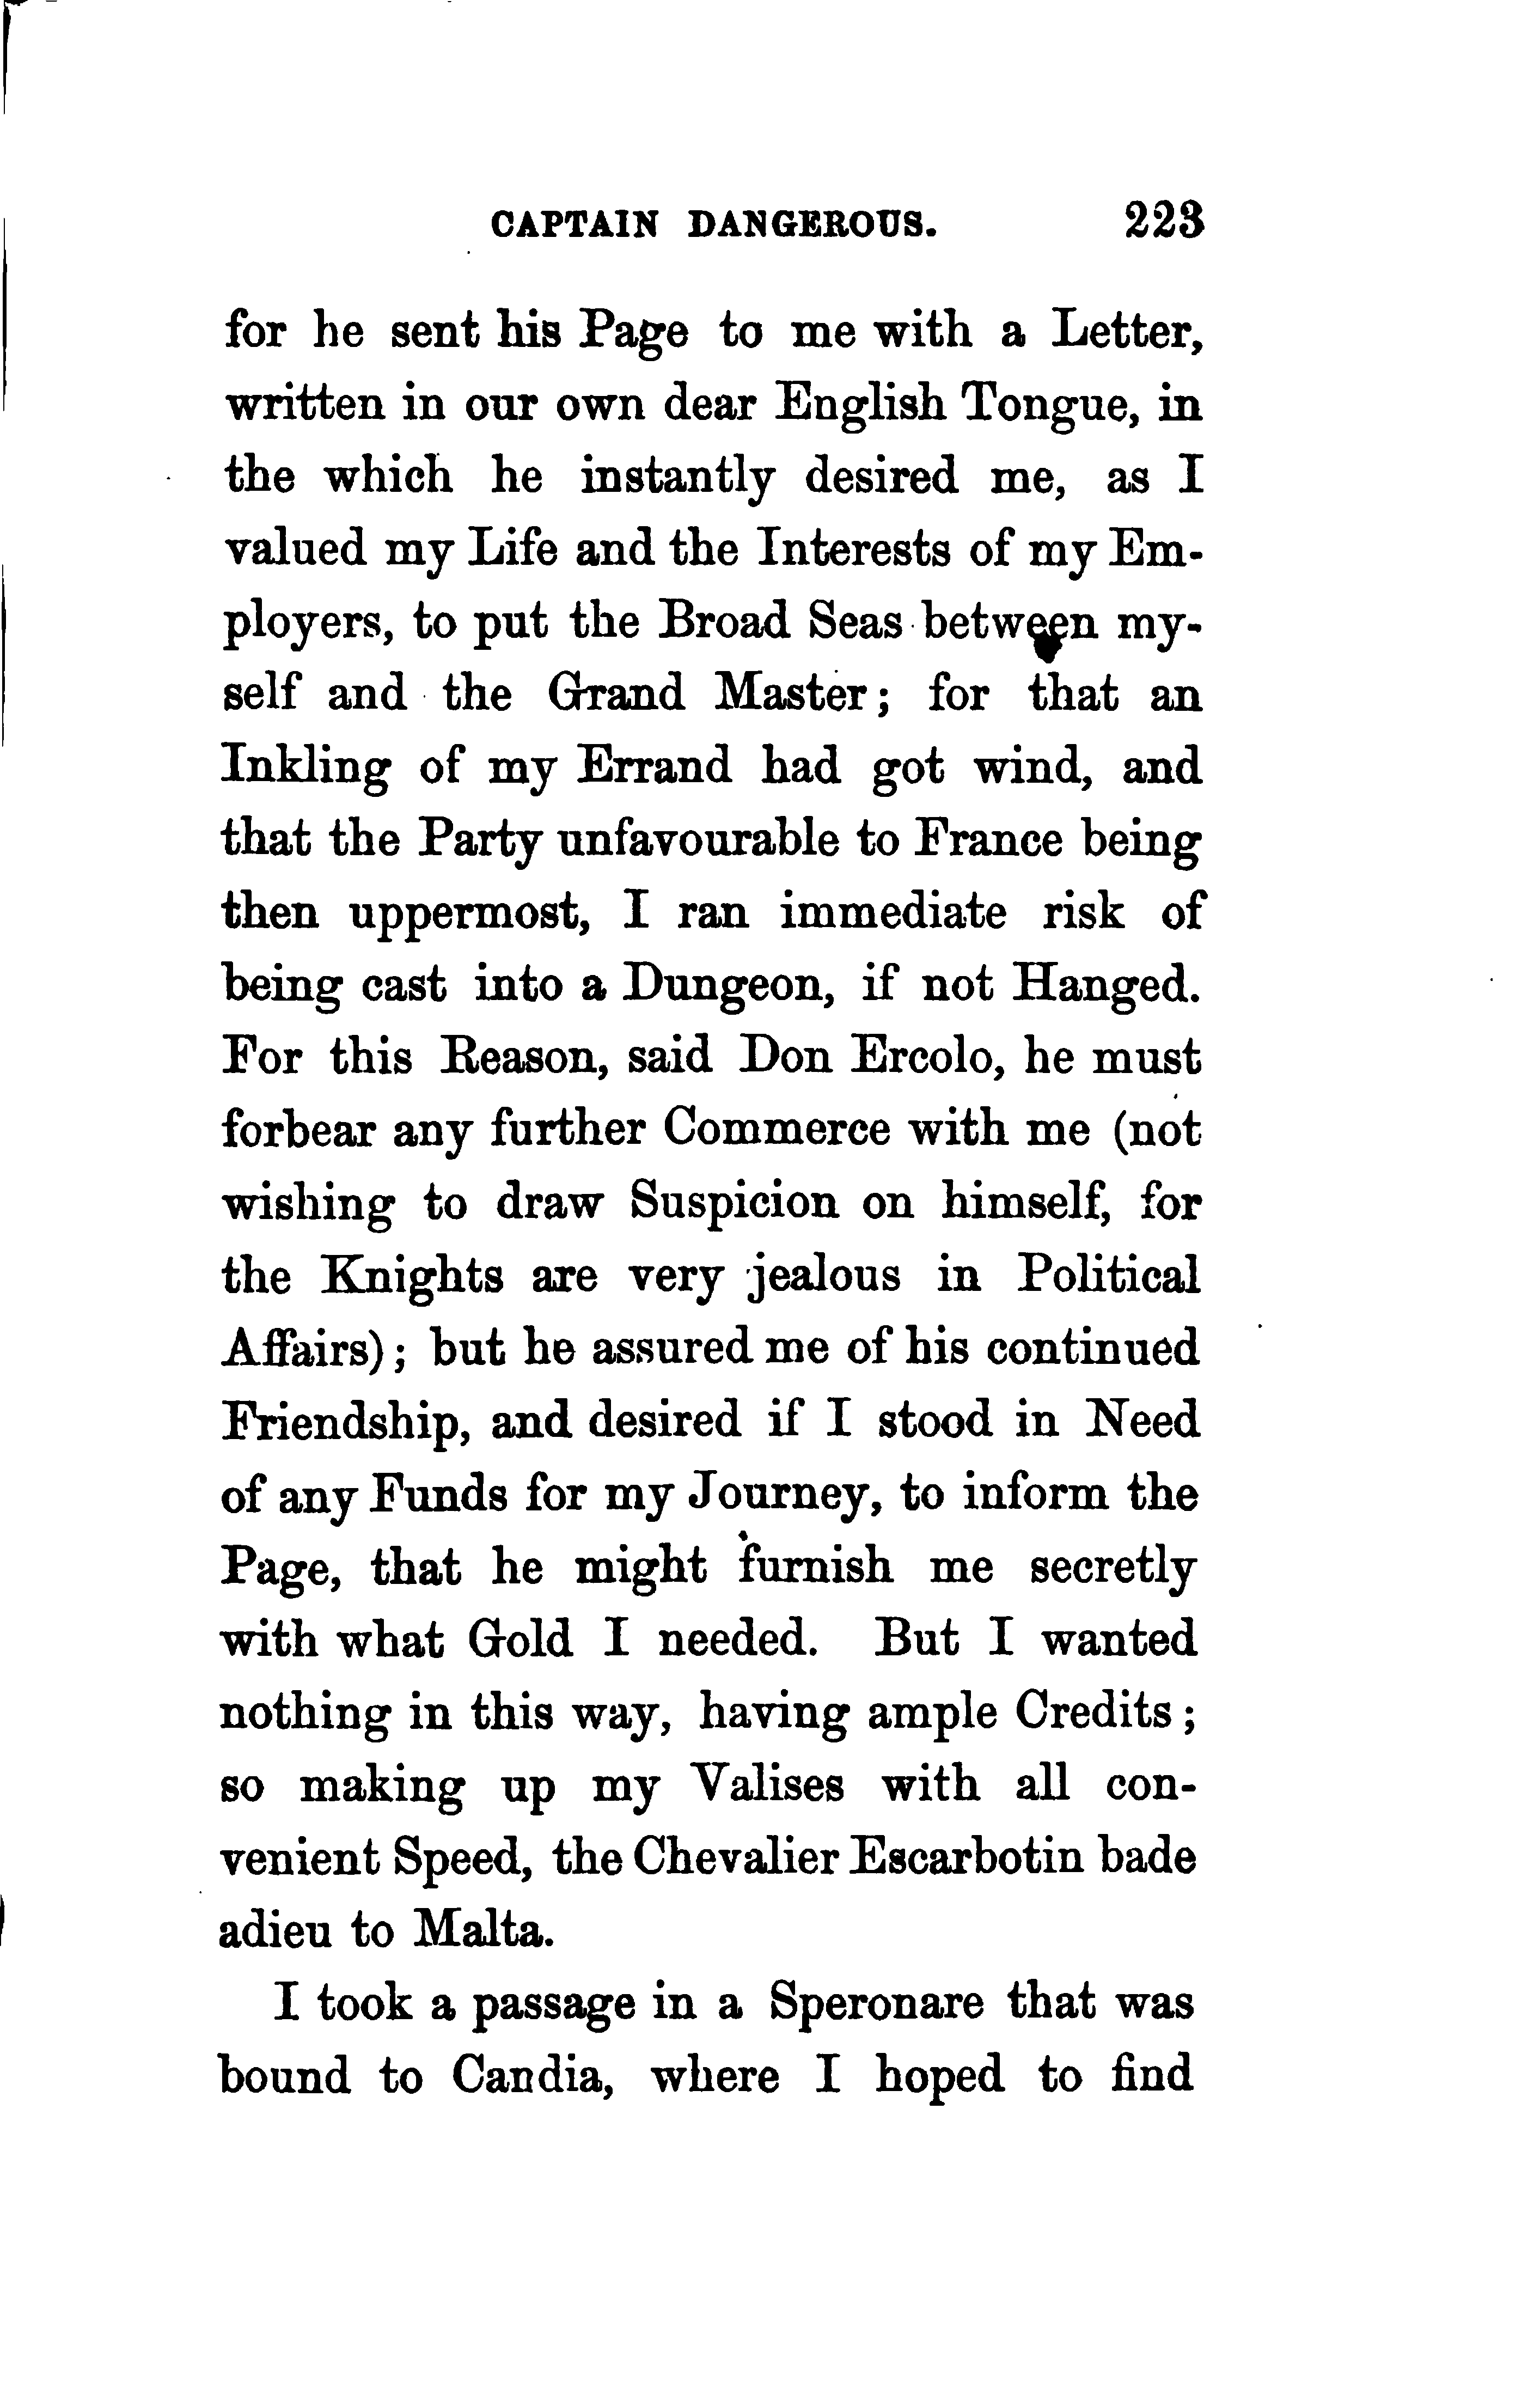 CAPTAIN DANGEROUS. 223
for he sent his Page to me with a Letter,
written in our own dear English Tongue, in
the which he instantly desired me, as I
valued my Life and the Interests of my Em-
ployers, to put the Broad Seas between my-
self and the Grand Master; for that an
Inkling of my Errand had got wind, and
that the Party unfavourable to France being
then uppermost, I ran immediate risk of
being cast into a Dungeon, if not Hanged.
For this Reason, said Don Ercolo, he must
forbear any further Commerce with me (not
wishing to draw Suspicion on himself, for
the Knights are very jealous in Political
Affairs); but he assured me of his continued
Friendship, and desired if I stood in Need
of any Funds for my Journey, to inform the
Page, that he might furnish me secretly
with what Gold I needed. But I wanted
nothing in this way, having ample Credits;
so making up my Valises with all con-
venient Speed, the Chevalier Escarbotin bade
adieu to Malta.
I took a passage in a Speronare that was
bound to Candia, where I hoped to find